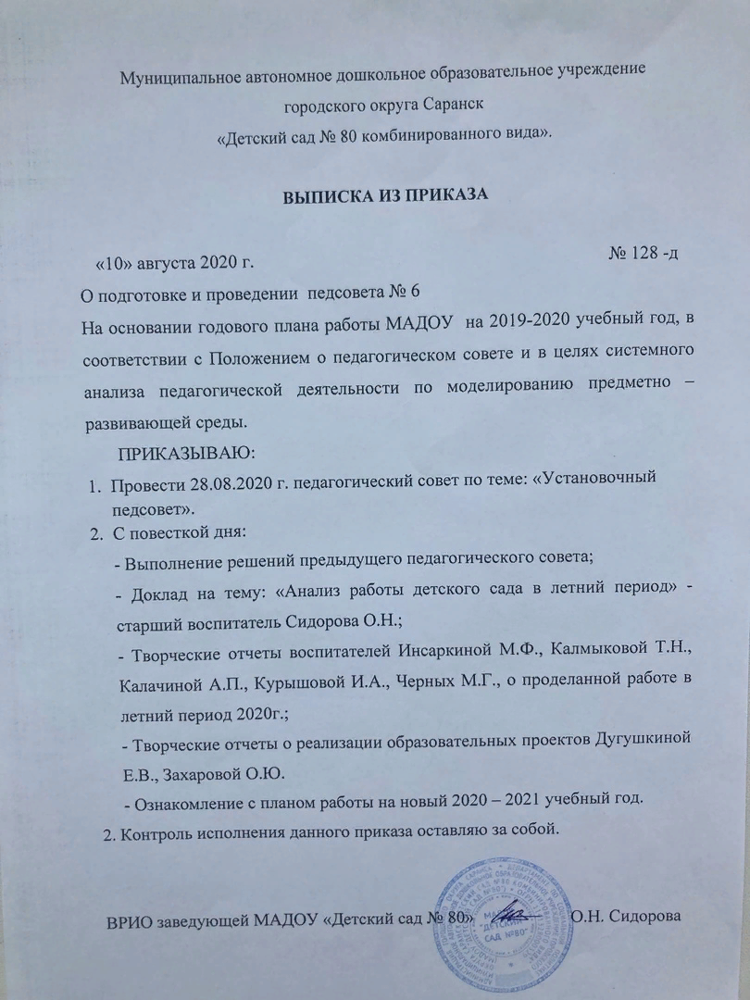 Муниципальное автономное дошкольное образовательное учреждение
городского округа Саранск
«Детский сад № 80 комбинированного вида».
ВЫПИСКА ИЗ ПРИКАЗА
«10» августа 2020 г. № 128 -д
О подготовке и проведении педсовета № 6
На основании годового плана работы МАДОУ на 2019-2020 учебный год, в
соответствии с Положением о педагогическом совете и в целях системного
анализа педагогической деятельности по моделированию предметно –
развивающей среды.
ПРИКАЗЫВАЮ:
1. Провести 28.08.2020 г. педагогический совет по теме: «Установочный
педсовет».
2. С повесткой дня:
- Выполнение решений предыдущего педагогического совета;
- Доклад на тему: «Анализ работы детского сада в летний период» -
старший воспитатель Сидорова О.Н.;
- Творческие отчеты воспитателей Инсаркиной М.Ф., Калмыковой Т.Н.,
Калачиной А.П., Курышовой И.А., Черных М.Г., о проделанной работе в
летний период 2020г.;
- Творческие отчеты о реализации образовательных проектов Дугушкиной
Е.В., Захаровой О.Ю.
- Ознакомление с планом работы на новый 2020 – 2021 учебный год.
2. Контроль исполнения данного приказа оставляю за собой.
ВРИО заведующей МАДОУ «Детский сад № 80» О.Н. Сидорова
"ДЕТСКИЙ
САД №80"